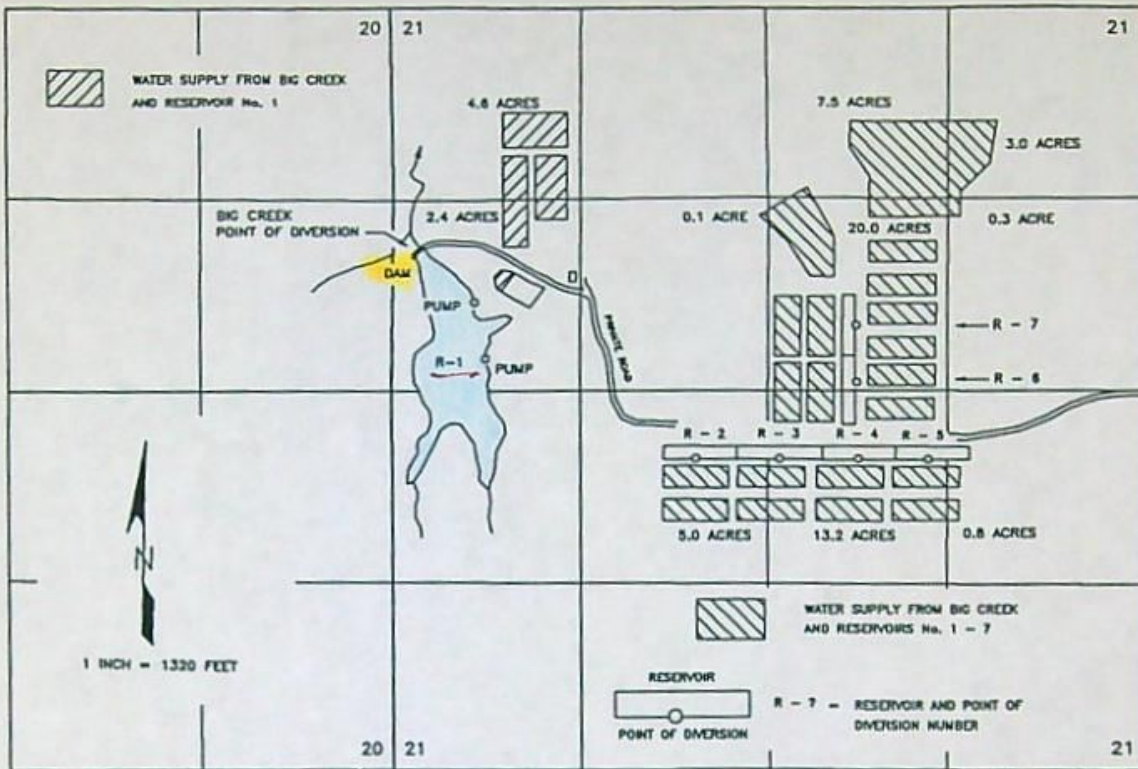 20 21
21
WATER SUPPLY FROM BIG CREEK
AND RESERVOIR No. 1
4.8 ACRES
7.5 ACRES
3.0 ACRES
BIG CREEK
POINT OF DIVERSION
2.4 ACRES
0.1 ACRE
0.3 ACRE
20.0 ACRES
DAM
PUMP
R-1
PUMP
PRIVATE ROAD
R - 7
R - 6
R - 2
R - 3
R - 4
R - 5
5.0 ACRES
13.2 ACRES
0.8 ACRES
N
1 INCH = 1320 FEET
WATER SUPPLY FROM BIG CREEK
AND RESERVOIRS No. 1 - 7
RESERVOIR
POINT OF DIVERSION
R - ? = RESERVOIR AND POINT OF
DIVERSION NUMBER
20 21
21